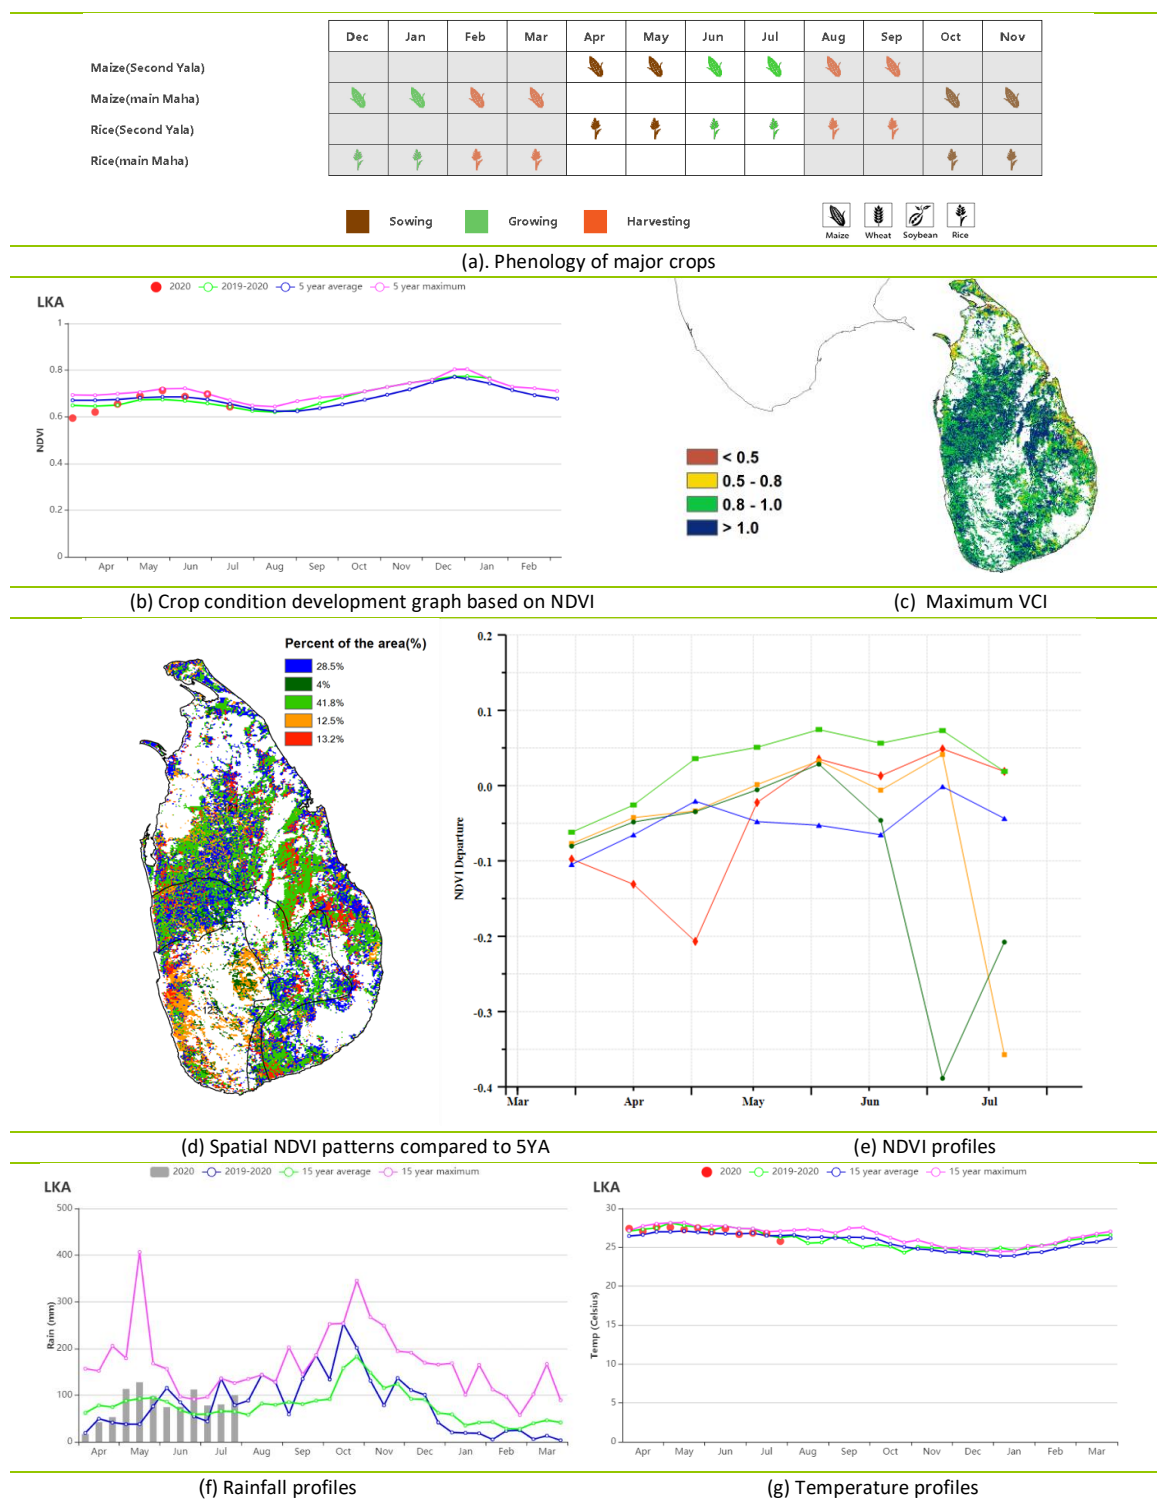 Dec Jan Feb Mar Apr May Jun Jul Aug Sep Oct Nov
Maize(Second Yala)
Maize(main Maha)
Rice(Second Yala)
Rice(main Maha)
Sowing Growing Harvesting
Maize Wheat Soybean Rice
(a). Phenology of major crops
2020 2019-2020 5 year average 5 year maximum
LKA
1
0.8
0.6
0.4
0.2
0
NDVI
Apr May Jun Jul Aug Sep Oct Nov Dec Jan Feb
< 0.5
0.5 - 0.8
0.8 - 1.0
> 1.0
(b) Crop condition development graph based on NDVI
(c) Maximum VCI
Percent of the area(%)
28.5%
4%
41.8%
12.5%
13.2%
0.2
0.1
0.0
-0.1
-0.2
-0.3
-0.4
NDVI Departure
Mar Apr May Jun Jul
(d) Spatial NDVI patterns compared to 5YA
(e) NDVI profiles
2020 2019-2020 15 year average 15 year maximum
LKA
500
400
300
200
100
0
Rain (mm)
Apr May Jun Jul Aug Sep Oct Nov Dec Jan Feb Mar
2020 2019-2020 15 year average 15 year maximum
LKA
30
25
20
15
10
5
0
Temp (Celsius)
Apr May Jun Jul Aug Sep Oct Nov Dec Jan Feb Mar
(f) Rainfall profiles
(g) Temperature profiles